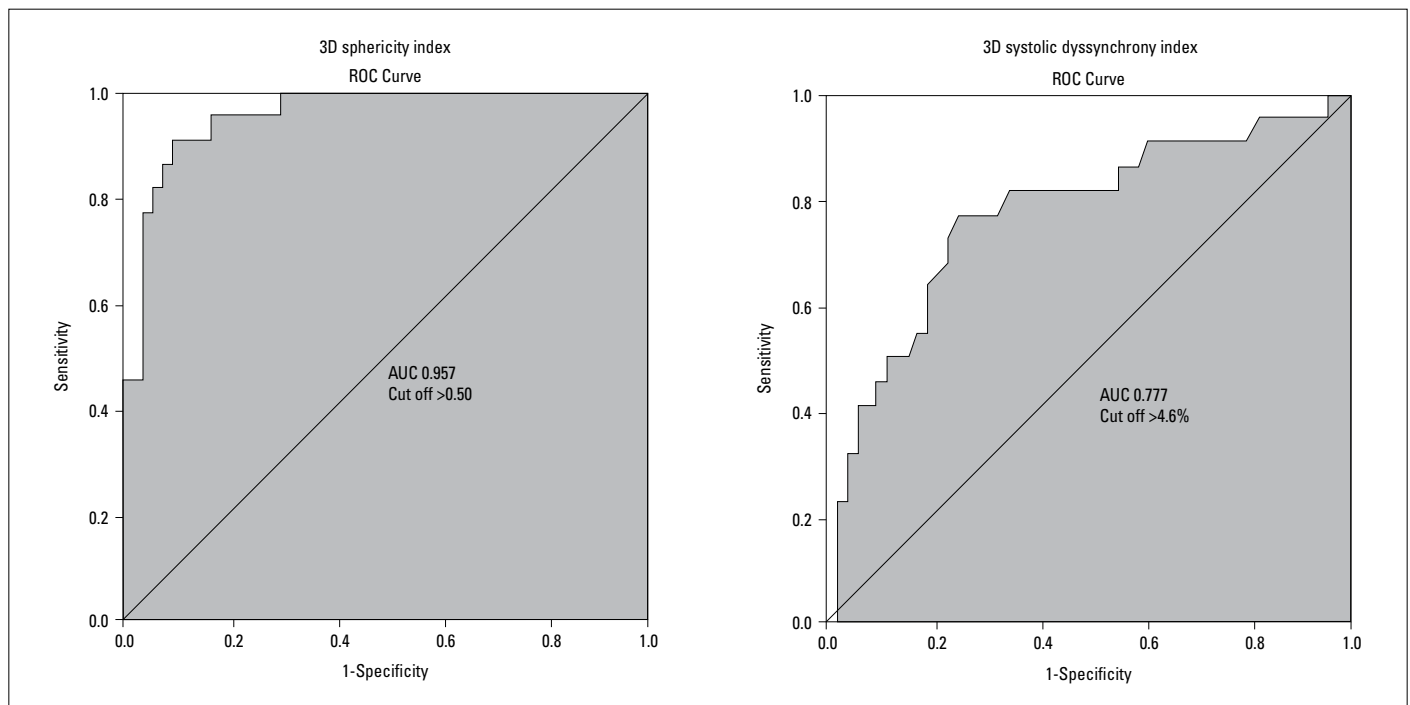 3D sphericity index
ROC Curve
1.0
0.8
0.6
0.4
0.2
0.0
Sensitivity
AUC 0.957
Cut off >0.50
0.0 0.2 0.4 0.6 0.8 1.0
1-Specificity
3D systolic dyssynchrony index
ROC Curve
1.0
0.8
0.6
0.4
0.2
0.0
Sensitivity
AUC 0.777
Cut off >4.6%
0.0 0.2 0.4 0.6 0.8 1.0
1-Specificity